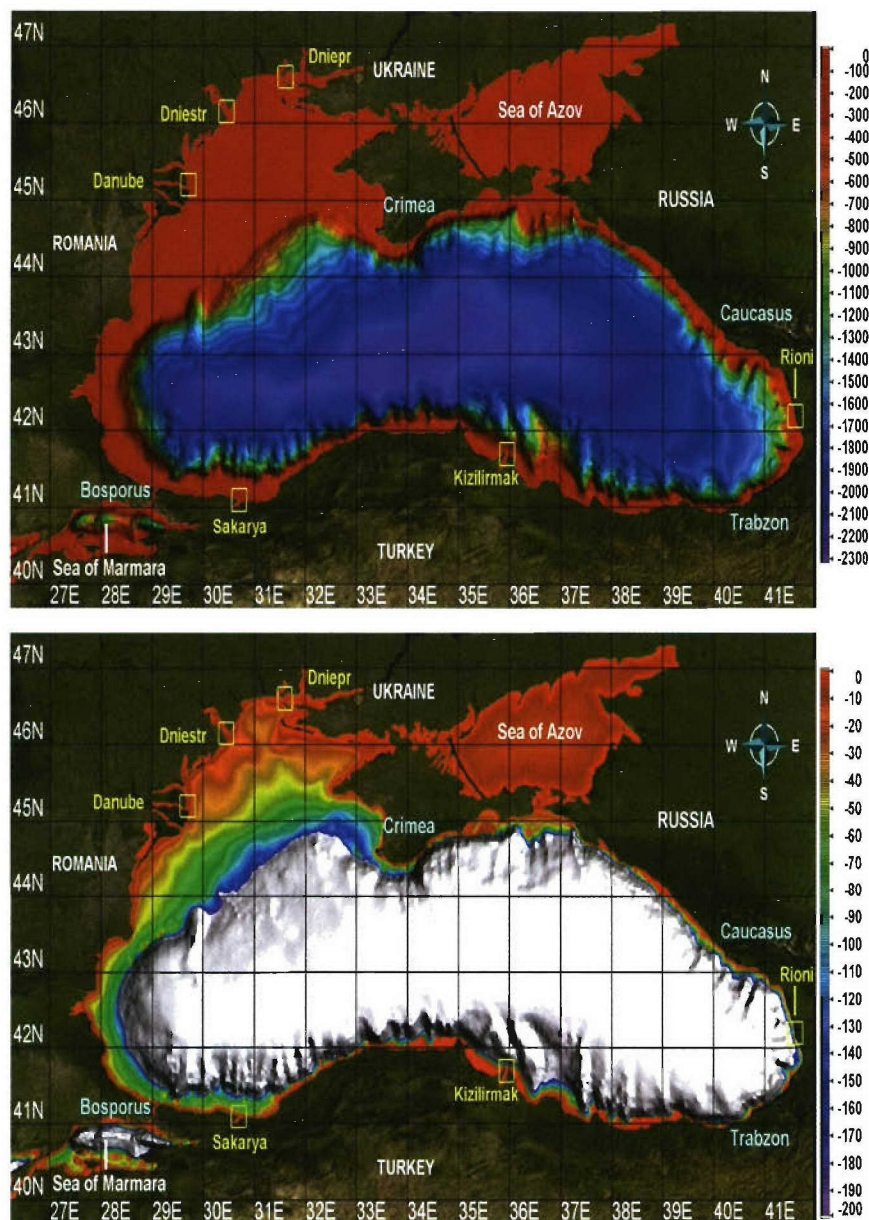 47N
Dniepr
UKRAINE
Sea of Azov
N
W E
S
46N
Dniestr
45N
Danube
Crimea
RUSSIA
ROMANIA
44N
43N
Caucasus
Rioni
42N
41N
Bosporus
Sakarya
Kizilirmak
Trabzon
Sea of Marmara
TURKEY
40N
27E 28E 29E 30E 31E 32E 33E 34E 35E 36E 37E 38E 39E 40E 41E
0
-100
-200
-300
-400
-500
-600
-700
-800
-900
-1000
-1100
-1200
-1300
-1400
-1500
-1600
-1700
-1800
-1900
-2000
-2100
-2200
-2300
47N
Dniepr
UKRAINE
Sea of Azov
N
W E
S
46N
Dniestr
45N
Danube
Crimea
RUSSIA
ROMANIA
44N
43N
Caucasus
Rioni
42N
41N
Bosporus
Sakarya
Kizilirmak
Trabzon
Sea of Marmara
TURKEY
40N
27E 28E 29E 30E 31E 32E 33E 34E 35E 36E 37E 38E 39E 40E 41E
0
-10
-20
-30
-40
-50
-60
-70
-80
-90
-100
-110
-120
-130
-140
-150
-160
-170
-180
-190
-200